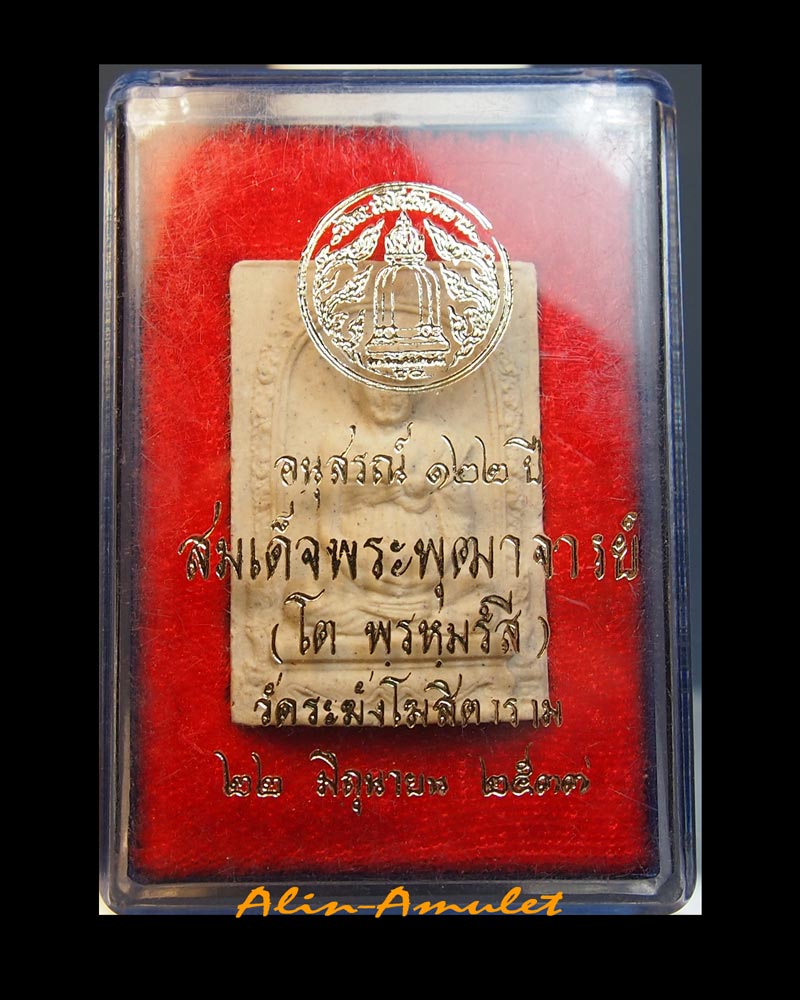 อนุสรณ์ ๑๒๒ ปี
สมเด็จพระพุฒาจารย์
(โต พฺรหฺมรํสี)
วัดระฆังโฆสิตาราม
๒๒ มิถุนายน ๒๕๓๗
Alin-Amulet